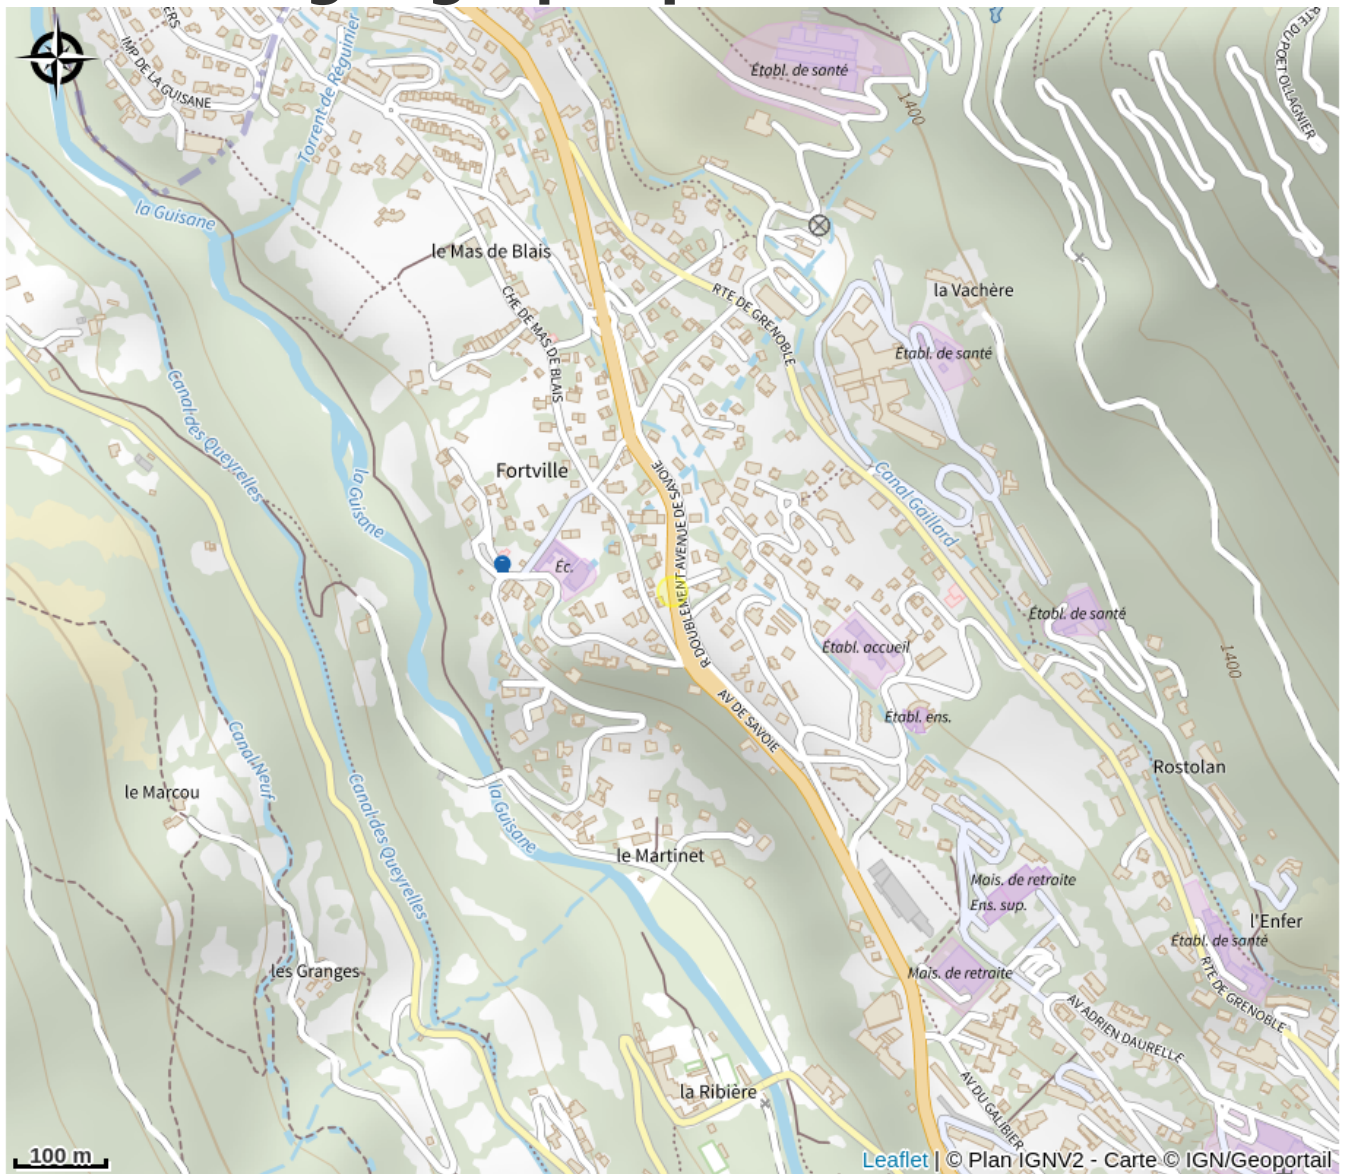 IMP DE LA GUISANE
Torrent de Réguinier
Établ. de santé
1400
RTE DU POET OLLAGNIER
la Guisane
le Mas de Blais
RTE DE GRENOBLE
la Vachère
CHE DE MAS DE BLAIS
Établ. de santé
Canal des Queyrelles
la Guisane
Fortville
R DOUBLEMENT AVENUE DE SAVOIE
Canal Gaillard
Éc.
Établ. de santé
Établ. accueil
1400
AV DE SAVOIE
Établ. ens.
Canal Neuf
Rostolan
le Marcou
Canal des Queyrelles
la Guisane
le Martinet
Mais. de retraite
Ens. sup.
l'Enfer
Établ. de santé
les Granges
Mais. de retraite
RTE DE GRENOBLE
AV ADRIEN DAURELLE
la Ribière
AV DU GALIBIER
100 m
Leaflet | © Plan IGNV2 - Carte © IGN/Geoportail